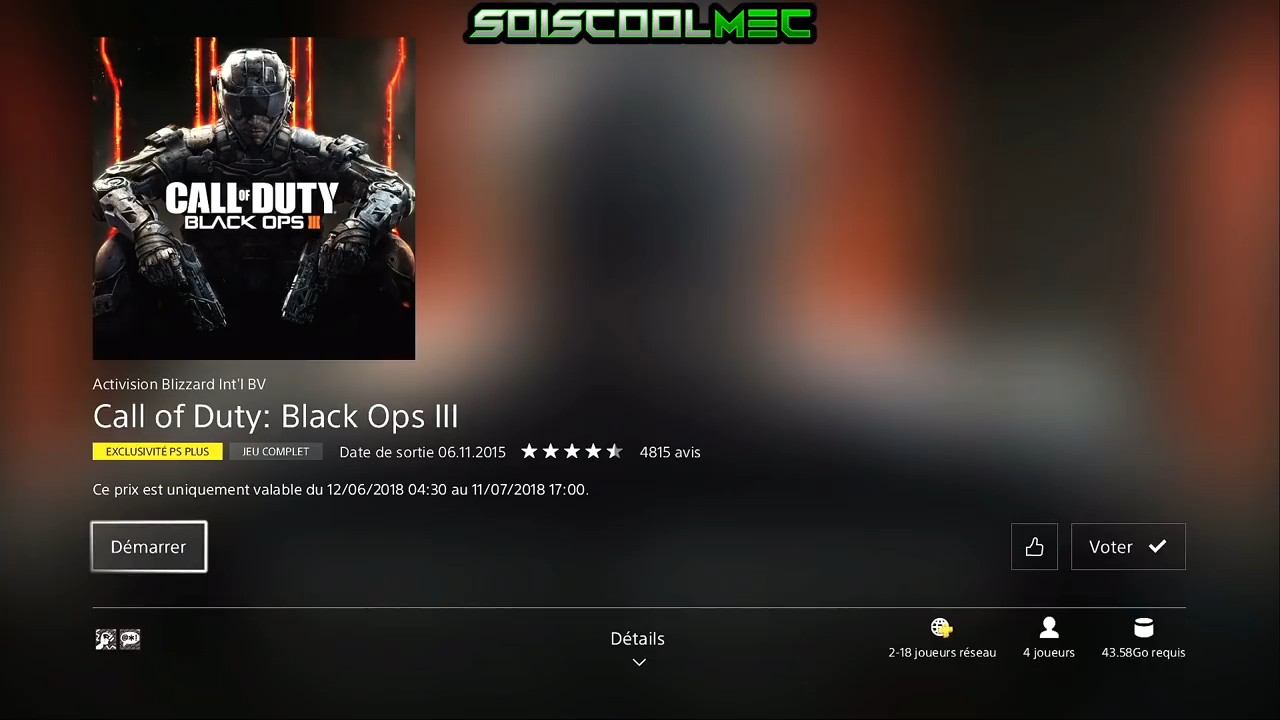 SOISCOOLMEC
CALL OF DUTY
BLACK OPS III
Activision Blizzard Int'l BV
Call of Duty: Black Ops III
EXCLUSIVITÉ PS PLUS JEU COMPLET Date de sortie 06.11.2015 4815 avis
Ce prix est uniquement valable du 12/06/2018 04:30 au 11/07/2018 17:00.
Démarrer Voter
@*!
Détails
2-18 joueurs réseau 4 joueurs 43.58Go requis